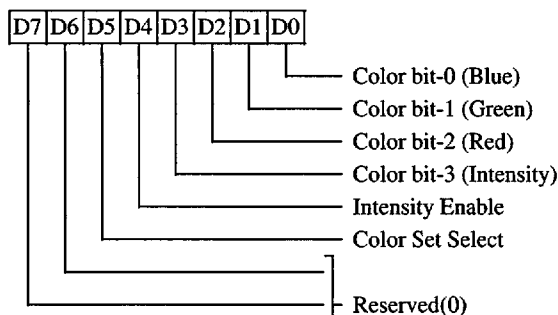 D7 D6 D5 D4 D3 D2 D1 D0
Color bit-0 (Blue)
Color bit-1 (Green)
Color bit-2 (Red)
Color bit-3 (Intensity)
Intensity Enable
Color Set Select
Reserved(0)